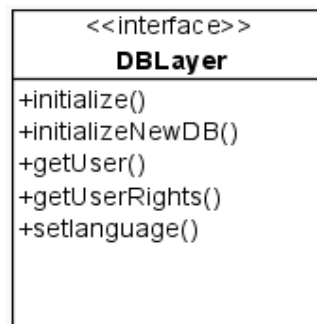 <<interface>>
DBLayer
+initialize()
+initializeNewDB()
+getUser()
+getUserRights()
+setlanguage()